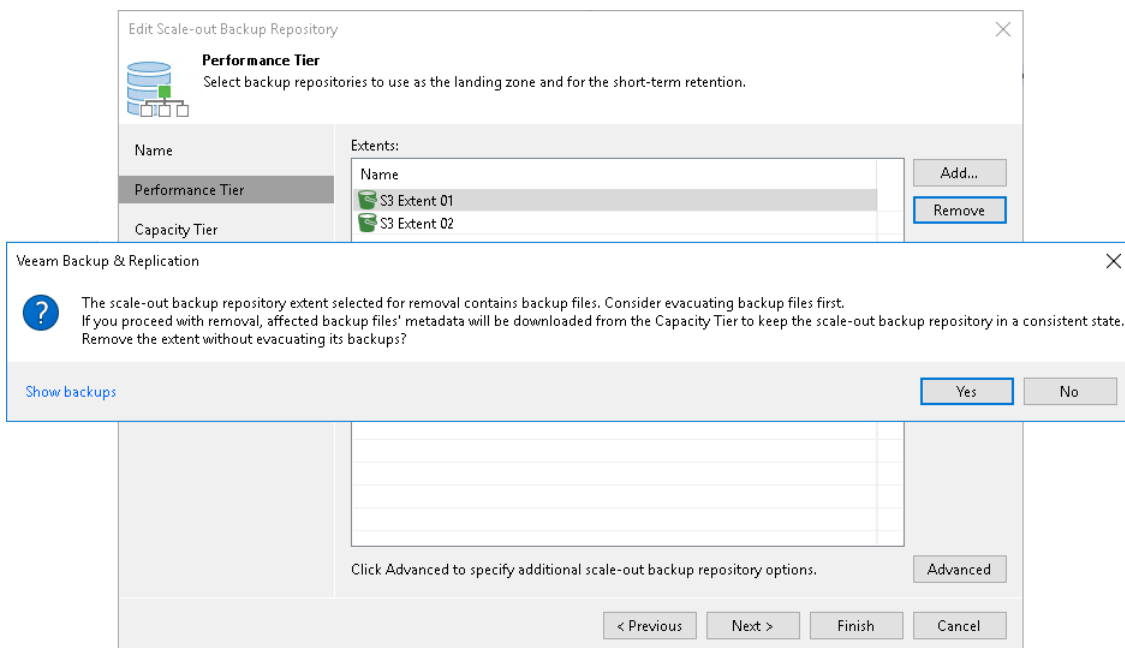 Edit Scale-out Backup Repository
Performance Tier
Select backup repositories to use as the landing zone and for the short-term retention.
Name
Performance Tier
Capacity Tier
Extents:
Name
S3 Extent 01
S3 Extent 02
Add...
Remove
Veeam Backup & Replication
The scale-out backup repository extent selected for removal contains backup files. Consider evacuating backup files first.
If you proceed with removal, affected backup files' metadata will be downloaded from the Capacity Tier to keep the scale-out backup repository in a consistent state.
Remove the extent without evacuating its backups?
Show backups
Yes
No
Click Advanced to specify additional scale-out backup repository options.
Advanced
< Previous
Next >
Finish
Cancel